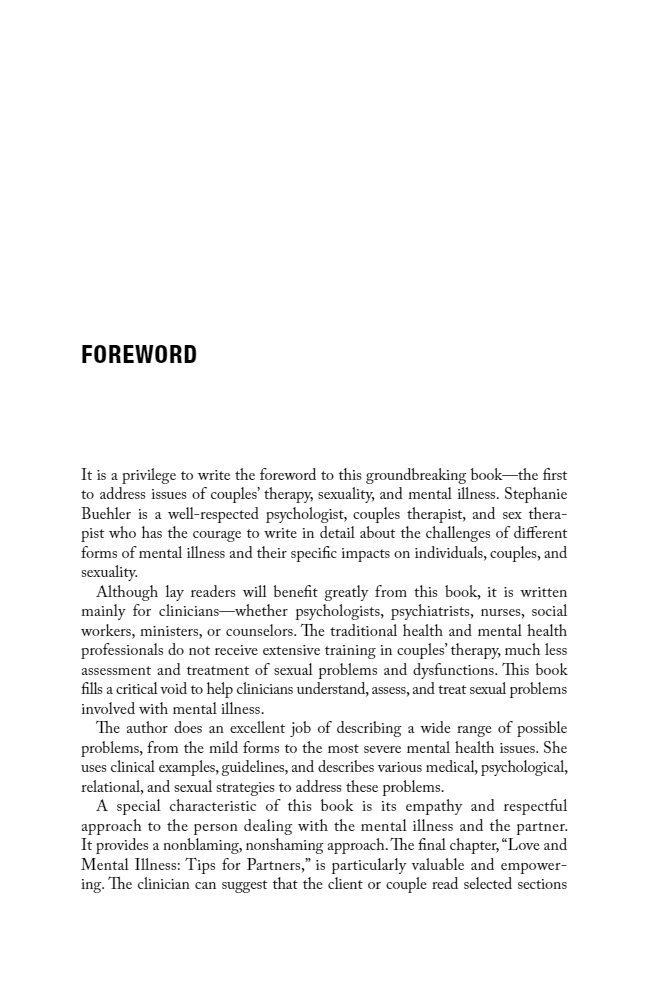 FOREWORD
It is a privilege to write the foreword to this groundbreaking book—the first
to address issues of couples’ therapy, sexuality, and mental illness. Stephanie
Buehler is a well-respected psychologist, couples therapist, and sex thera-
pist who has the courage to write in detail about the challenges of different
forms of mental illness and their specific impacts on individuals, couples, and
sexuality.
Although lay readers will benefit greatly from this book, it is written
mainly for clinicians—whether psychologists, psychiatrists, nurses, social
workers, ministers, or counselors. The traditional health and mental health
professionals do not receive extensive training in couples’ therapy, much less
assessment and treatment of sexual problems and dysfunctions. This book
fills a critical void to help clinicians understand, assess, and treat sexual problems
involved with mental illness.
The author does an excellent job of describing a wide range of possible
problems, from the mild forms to the most severe mental health issues. She
uses clinical examples, guidelines, and describes various medical, psychological,
relational, and sexual strategies to address these problems.
A special characteristic of this book is its empathy and respectful
approach to the person dealing with the mental illness and the partner.
It provides a nonblaming, nonshaming approach. The final chapter, “Love and
Mental Illness: Tips for Partners,” is particularly valuable and empower-
ing. The clinician can suggest that the client or couple read selected sections